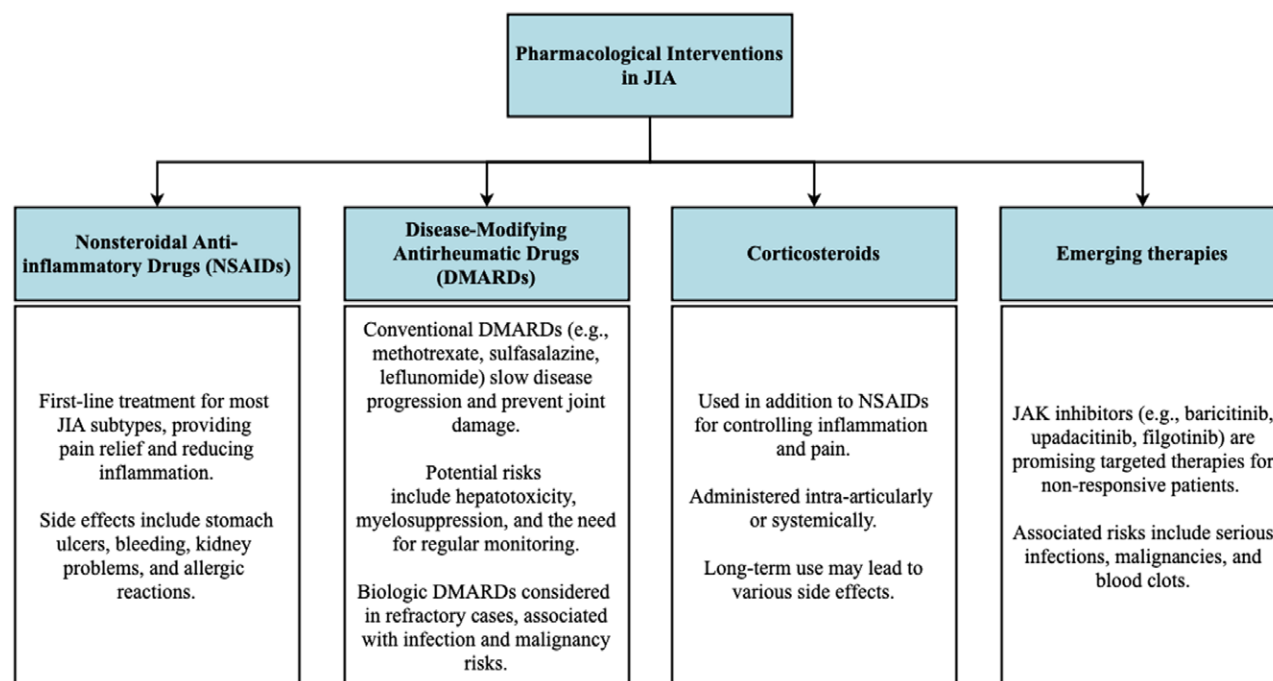 Pharmacological Interventions
in JIA
Nonsteroidal Anti-
inflammatory Drugs (NSAIDs)
First-line treatment for most
JIA subtypes, providing
pain relief and reducing
inflammation.
Side effects include stomach
ulcers, bleeding, kidney
problems, and allergic
reactions.
Disease-Modifying
Antirheumatic Drugs
(DMARDs)
Conventional DMARDs (e.g.,
methotrexate, sulfasalazine,
leflunomide) slow disease
progression and prevent joint
damage.
Potential risks
include hepatotoxicity,
myelosuppression, and the need
for regular monitoring.
Biologic DMARDs considered
in refractory cases, associated
with infection and malignancy
risks.
Corticosteroids
Used in addition to NSAIDs
for controlling inflammation
and pain.
Administered intra-articularly
or systemically.
Long-term use may lead to
various side effects.
Emerging therapies
JAK inhibitors (e.g., baricitinib,
upadacitinib, filgotinib) are
promising targeted therapies for
non-responsive patients.
Associated risks include serious
infections, malignancies, and
blood clots.